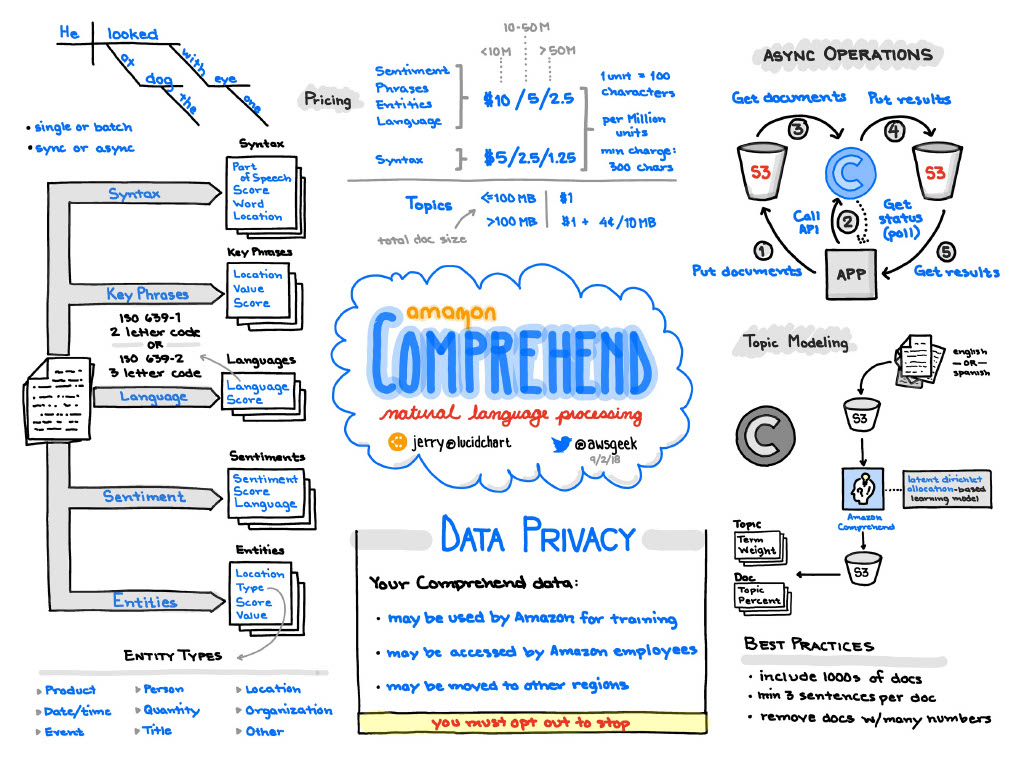 He looked
at
dog
the
with
eye
one
• single or batch
• sync or async
Syntax
Syntax
Part
of Speech
Score
Word
Location
Key Phrases
Key Phrases
Location
Value
Score
ISO 639-1
2 letter code
OR
ISO 639-2
3 letter code
Languages
Language
Language
Score
Sentiments
Sentiment
Sentiment
Score
Language
Entities
Entities
Location
Type
Score
Value
ENTITY TYPES
Product
Person
Location
Date/time
Quantity
Organization
Event
Title
Other
Pricing
10-50M
<10M
>50M
Sentiment
Phrases
Entities
Language
$10 / 5 / 2.5
Syntax
$5/2.5/1.25
1 unit = 100
characters
per Million
units
min charge:
300 chars
Topics
<=100 MB $1
>100 MB $1 + 4¢/10 MB
total doc size
amazon
COMPREHEND
natural language processing
jerry@lucidchart
@awsgeek
9/2/18
DATA PRIVACY
Your Comprehend data:
• may be used by Amazon for training
• may be accessed by Amazon employees
• may be moved to other regions
you must opt out to stop
ASYNC OPERATIONS
Get documents
Put results
3
4
S3
C
S3
Call
API
2
Get
status
(poll)
1
5
APP
Put documents
Get results
Topic Modeling
english
—OR—
spanish
S3
C
latent dirichlet
allocation-based
learning model
Amazon
Comprehend
Topic
Term
Weight
S3
Doc
Topic
Percent
BEST PRACTICES
• include 1000s of docs
• min 3 sentences per doc
• remove docs w/many numbers